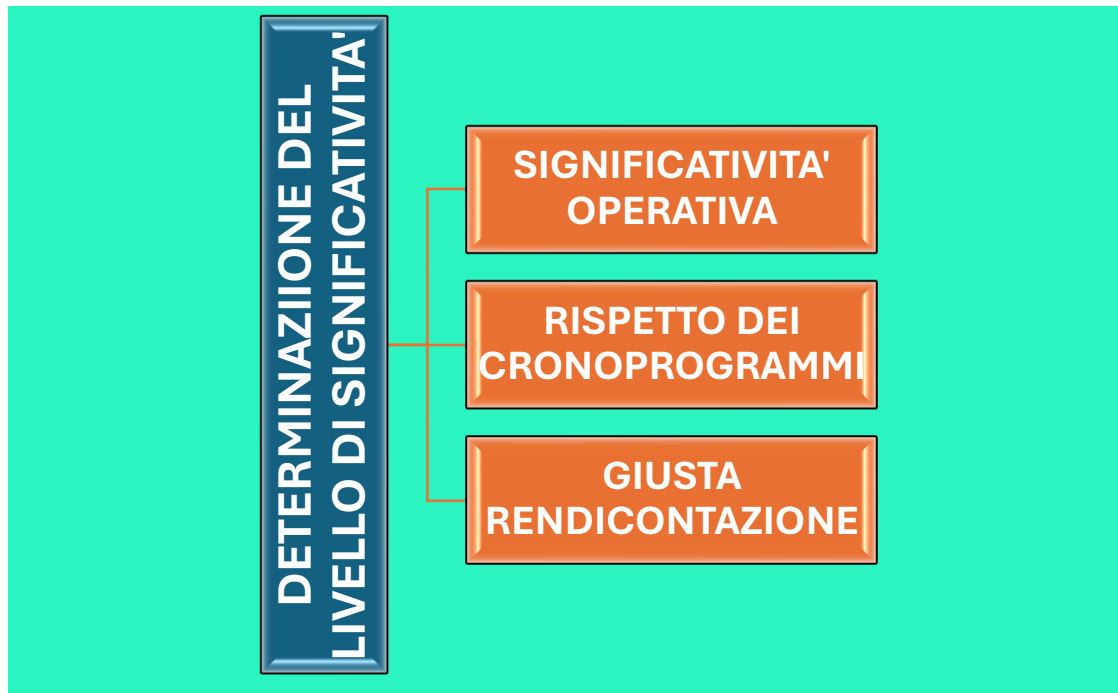 DETERMINAZIIONE DEL
LIVELLO DI SIGNIFICATIVITA'
SIGNIFICATIVITA'
OPERATIVA
RISPETTO DEI
CRONOPROGRAMMI
GIUSTA
RENDICONTAZIONE